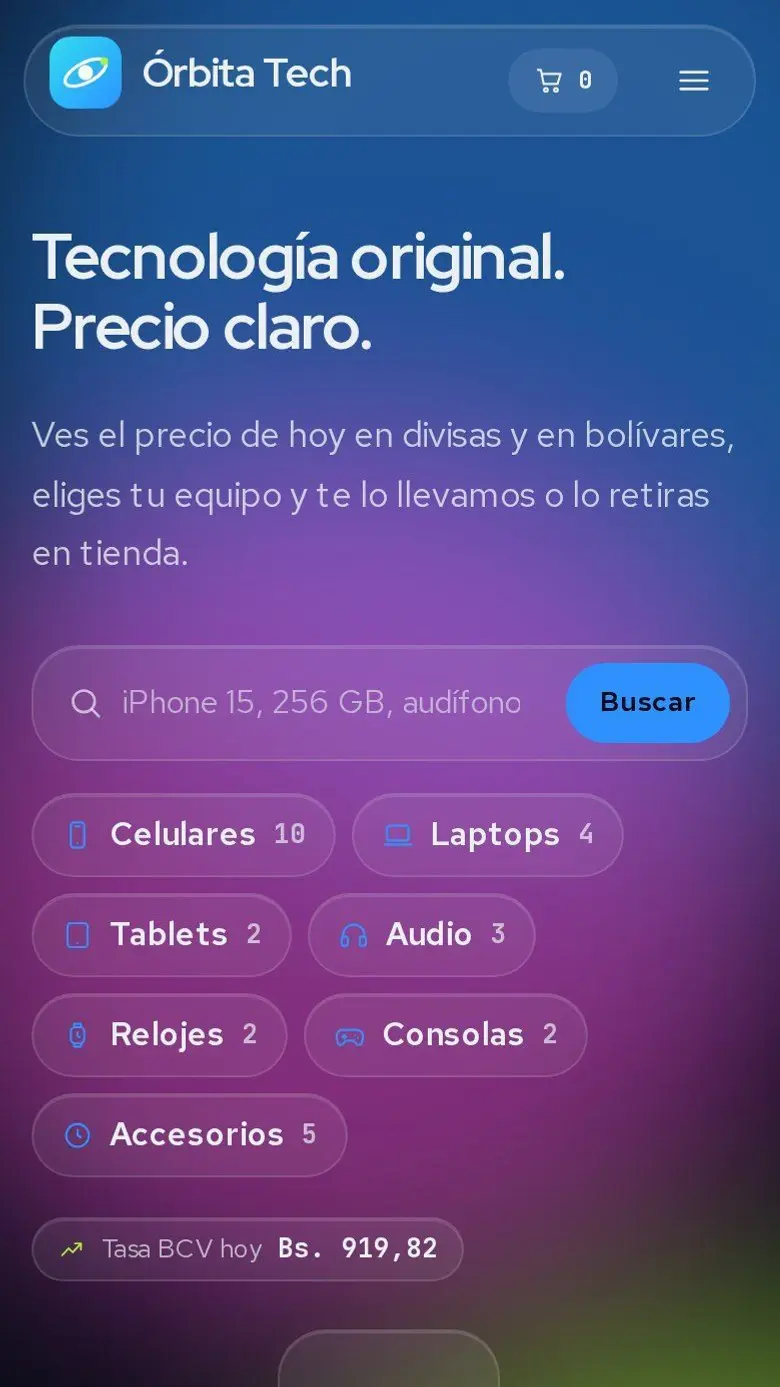 Órbita Tech
0
Tecnología original.
Precio claro.
Ves el precio de hoy en divisas y en bolívares,
eliges tu equipo y te lo llevamos o lo retiras
en tienda.
iPhone 15, 256 GB, audífono
Buscar
Celulares 10
Laptops 4
Tablets 2
Audio 3
Relojes 2
Consolas 2
Accesorios 5
Tasa BCV hoy Bs. 919,82